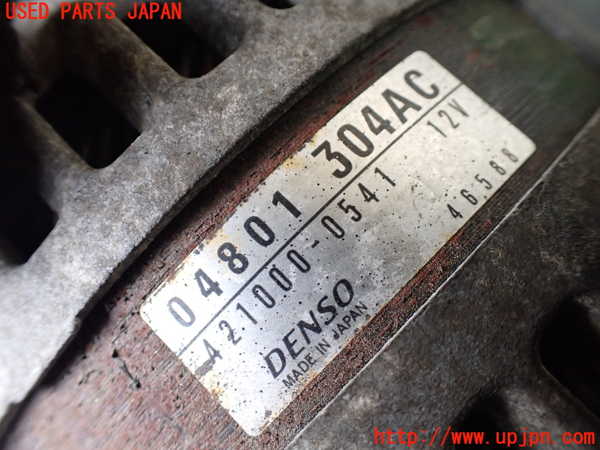 USED PARTS JAPAN
04801 304AC
421000-0541 12V
46588
DENSO
MADE IN JAPAN
http://www.upjpn.com/